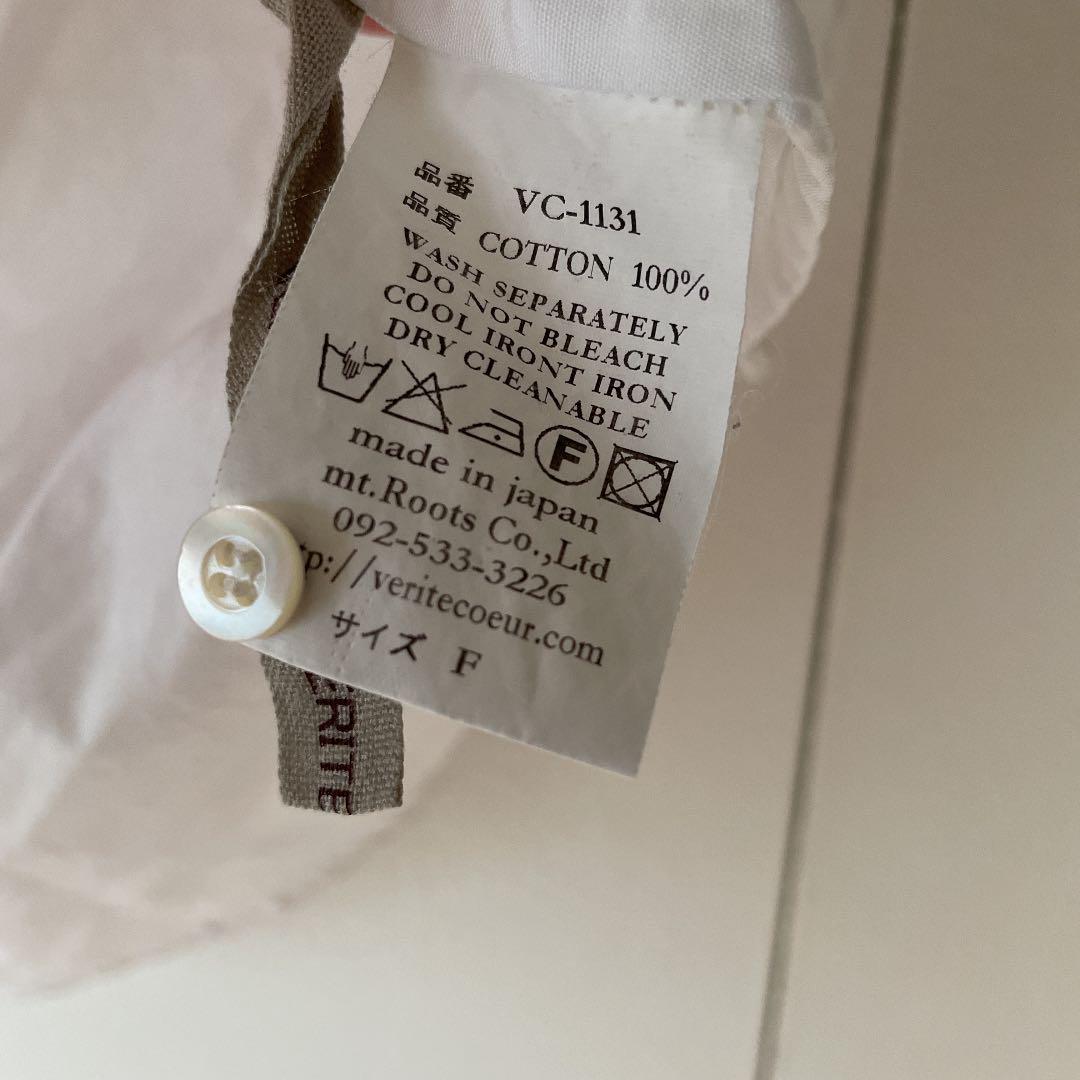 品番 VC-1131
品質 COTTON 100%
WASH SEPARATELY
DO NOT BLEACH
COOL IRONT IRON
DRY CLEANABLE
F
made in japan
mt.Roots Co.,Ltd
092-533-3226
tp://veritecoeur.com
サイズ F
ERITE